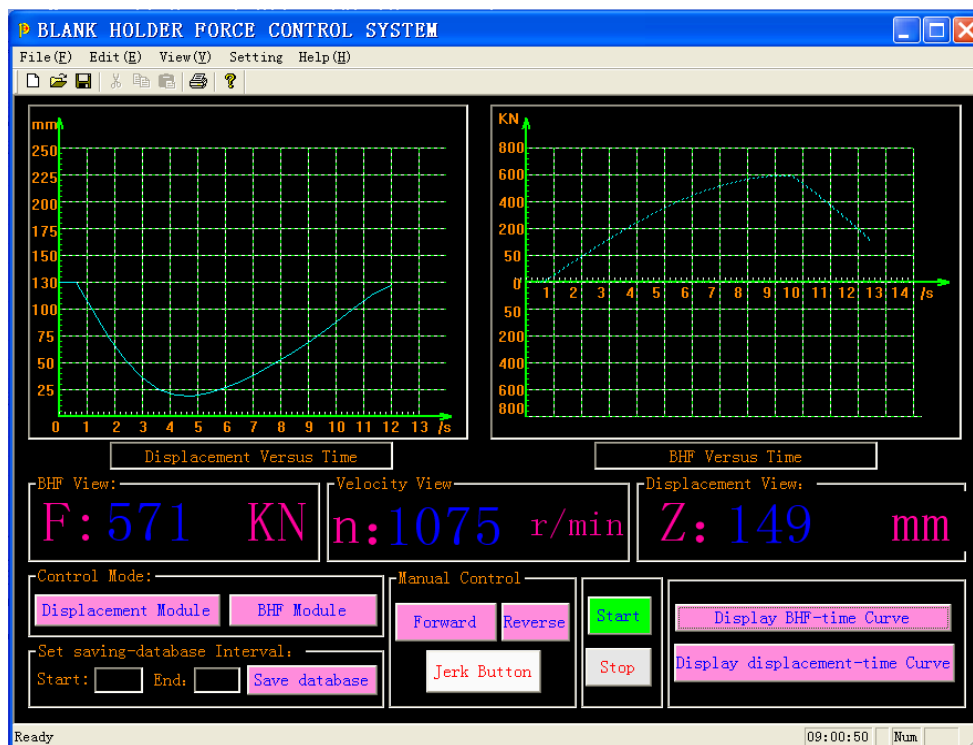 BLANK HOLDER FORCE CONTROL SYSTEM
File(F) Edit(E) View(V) Setting Help(H)
mm
250
225
200
175
150
130
100
75
50
25
0 1 2 3 4 5 6 7 8 9 10 11 12 13 /s
Displacement Versus Time
KN
800
600
400
200
50
0
1 2 3 4 5 6 7 8 9 10 11 12 13 14 /s
50
200
400
600
800
BHF Versus Time
BHF View:
F:571 KN
Velocity View
n:1075 r/min
Displacement View:
Z:149 mm
Control Mode:
Displacement Module BHF Module
Set saving-database Interval:
Start: End: Save database
Manual Control
Forward Reverse
Jerk Button
Start
Stop
Display BHF-time Curve
Display displacement-time Curve
Ready 09:00:50 Num